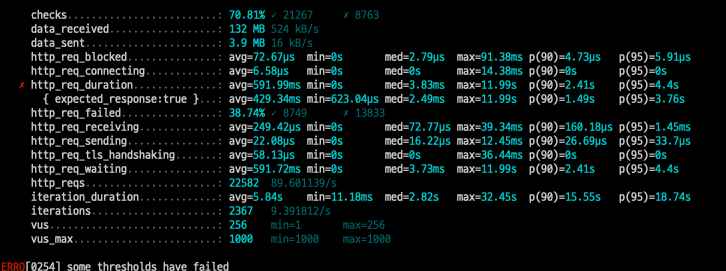 checks.........................: 70.81% ✓ 21267 ✗ 8763
data_received..................: 132 MB 524 kB/s
data_sent......................: 3.9 MB 16 kB/s
http_req_blocked...............: avg=72.67µs min=0s med=2.79µs max=91.38ms p(90)=4.73µs p(95)=5.91µs
http_req_connecting............: avg=6.58µs min=0s med=0s max=14.38ms p(90)=0s p(95)=0s
✗ http_req_duration..............: avg=591.99ms min=0s med=3.83ms max=11.99s p(90)=2.41s p(95)=4.4s
{ expected_response:true }...: avg=429.34ms min=623.04µs med=2.49ms max=11.99s p(90)=1.49s p(95)=3.76s
http_req_failed................: 38.74% ✓ 8749 ✗ 13833
http_req_receiving.............: avg=249.42µs min=0s med=72.77µs max=39.34ms p(90)=160.18µs p(95)=1.45ms
http_req_sending...............: avg=22.08µs min=0s med=16.22µs max=12.45ms p(90)=26.69µs p(95)=33.7µs
http_req_tls_handshaking.......: avg=58.13µs min=0s med=0s max=36.44ms p(90)=0s p(95)=0s
http_req_waiting...............: avg=591.72ms min=0s med=3.73ms max=11.99s p(90)=2.41s p(95)=4.4s
http_reqs......................: 22582 89.601139/s
iteration_duration.............: avg=5.84s min=11.18ms med=2.82s max=32.45s p(90)=15.55s p(95)=18.74s
iterations.....................: 2367 9.391812/s
vus............................: 256 min=1 max=256
vus_max........................: 1000 min=1000 max=1000
ERRO[0254] some thresholds have failed